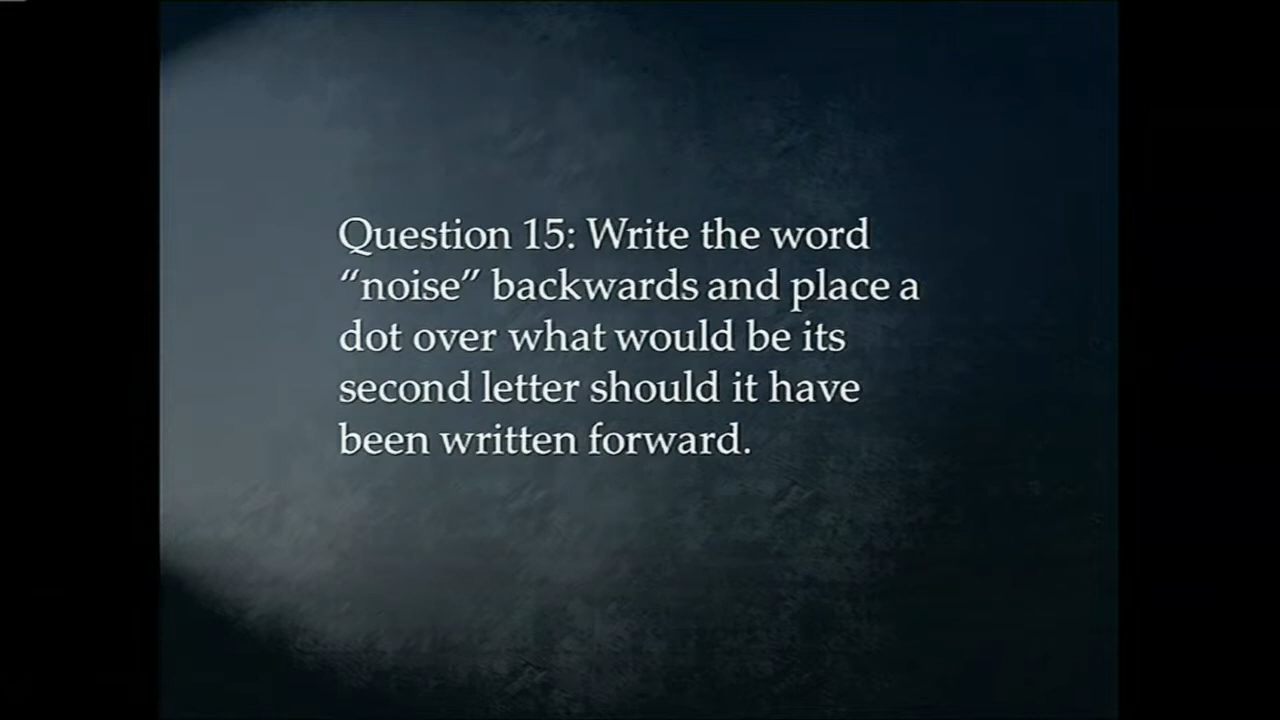 Question 15: Write the word
“noise” backwards and place a
dot over what would be its
second letter should it have
been written forward.